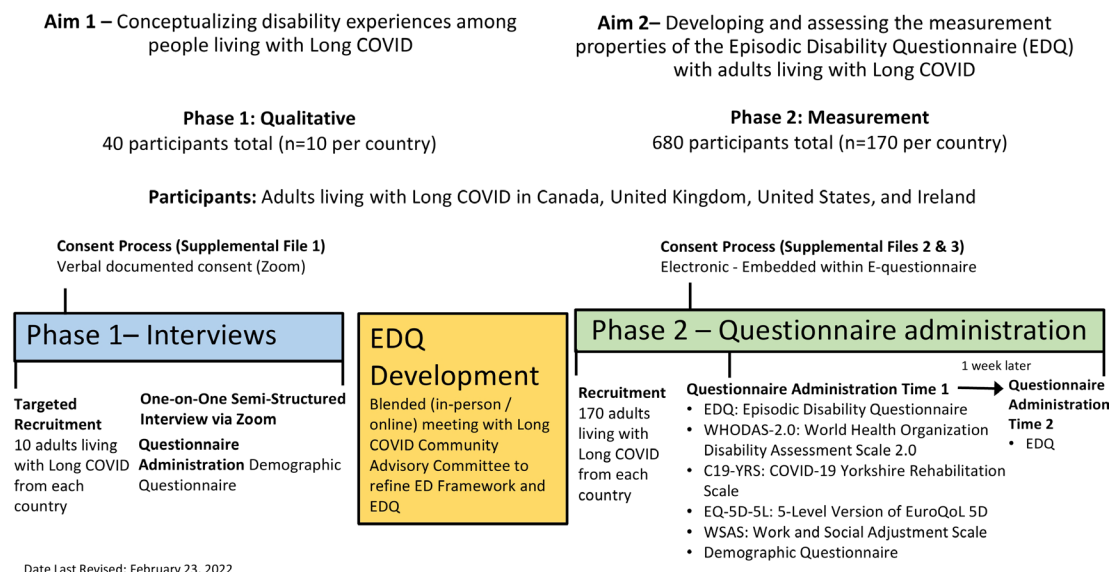 Aim 1 – Conceptualizing disability experiences among
people living with Long COVID
Aim 2– Developing and assessing the measurement
properties of the Episodic Disability Questionnaire (EDQ)
with adults living with Long COVID
Phase 1: Qualitative
40 participants total (n=10 per country)
Phase 2: Measurement
680 participants total (n=170 per country)
Participants: Adults living with Long COVID in Canada, United Kingdom, United States, and Ireland
Consent Process (Supplemental File 1)
Verbal documented consent (Zoom)
Consent Process (Supplemental Files 2 & 3)
Electronic - Embedded within E-questionnaire
Phase 1– Interviews
Targeted
Recruitment
10 adults living
with Long COVID
from each
country
One-on-One Semi-Structured
Interview via Zoom
Questionnaire
Administration Demographic
Questionnaire
EDQ
Development
Blended (in-person /
online) meeting with Long
COVID Community
Advisory Committee to
refine ED Framework and
EDQ
Phase 2 – Questionnaire administration
Recruitment
170 adults
living with
Long COVID
from each
country
Questionnaire Administration Time 1
• EDQ: Episodic Disability Questionnaire
• WHODAS-2.0: World Health Organization
Disability Assessment Scale 2.0
• C19-YRS: COVID-19 Yorkshire Rehabilitation
Scale
• EQ-5D-5L: 5-Level Version of EuroQoL 5D
• WSAS: Work and Social Adjustment Scale
• Demographic Questionnaire
1 week later
Questionnaire
Administration
Time 2
• EDQ
Date Last Revised: February 23, 2022